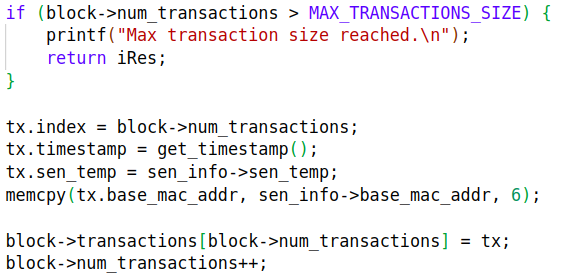 if (block->num_transactions > MAX_TRANSACTIONS_SIZE) {
    printf("Max transaction size reached.\n");
    return iRes;
}

tx.index = block->num_transactions;
tx.timestamp = get_timestamp();
tx.sen_temp = sen_info->sen_temp;
memcpy(tx.base_mac_addr, sen_info->base_mac_addr, 6);

block->transactions[block->num_transactions] = tx;
block->num_transactions++;